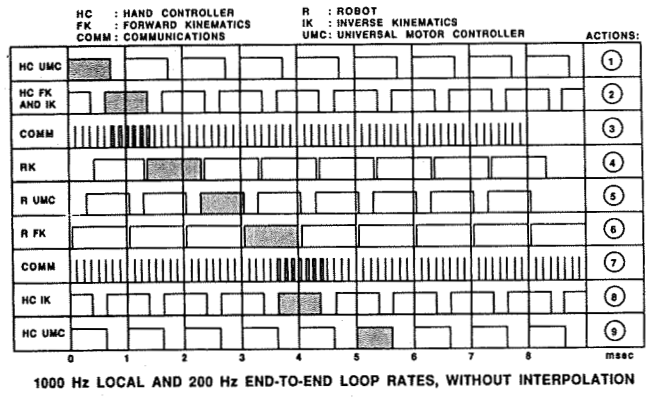 HC : HAND CONTROLLER
FK : FORWARD KINEMATICS
COMM : COMMUNICATIONS
R : ROBOT
IK : INVERSE KINEMATICS
UMC: UNIVERSAL MOTOR CONTROLLER
ACTIONS:
HC UMC 1
HC FK
AND IK 2
COMM 3
RK 4
R UMC 5
R FK 6
COMM 7
HC IK 8
HC UMC 9
0 1 2 3 4 5 6 7 8 msec
1000 Hz LOCAL AND 200 Hz END-TO-END LOOP RATES, WITHOUT INTERPOLATION